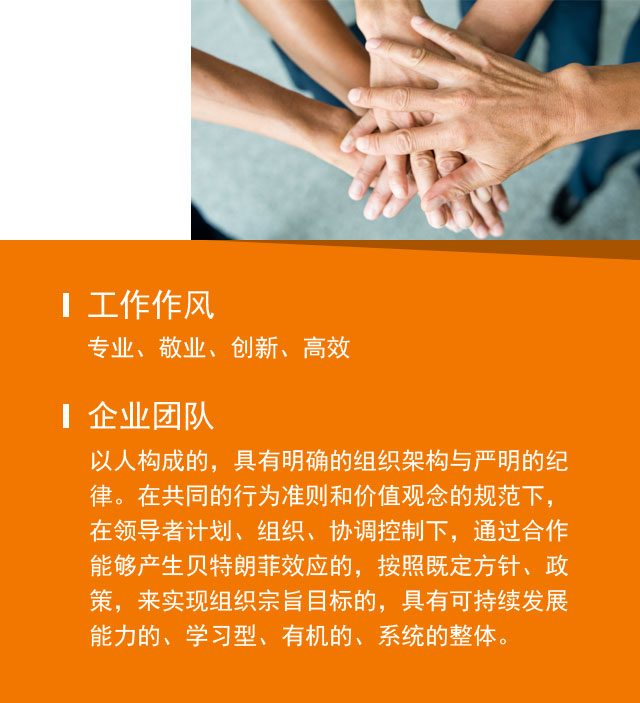 工作作风
专业、敬业、创新、高效
企业团队
以人构成的，具有明确的组织架构与严明的纪
律。在共同的行为准则和价值观念的规范下，
在领导者计划、组织、协调控制下，通过合作
能够产生贝特朗菲效应的，按照既定方针、政
策，来实现组织宗旨目标的，具有可持续发展
能力的、学习型、有机的、系统的整体。